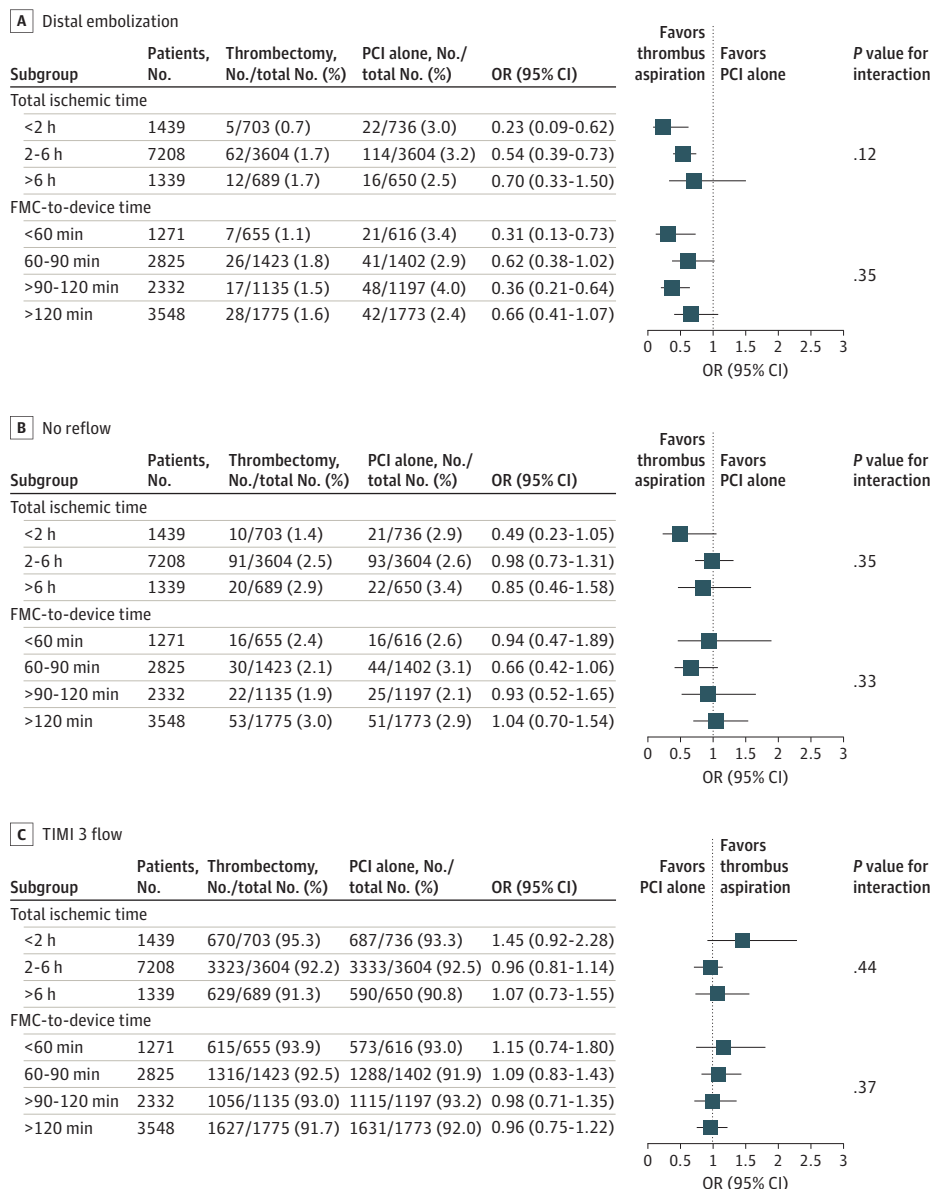 A Distal embolization
Favors thrombus aspiration
Favors PCI alone
P value for interaction
Subgroup Patients, No. Thrombectomy, No./total No. (%) PCI alone, No./total No. (%) OR (95% CI)
Total ischemic time
<2 h 1439 5/703 (0.7) 22/736 (3.0) 0.23 (0.09-0.62)
2-6 h 7208 62/3604 (1.7) 114/3604 (3.2) 0.54 (0.39-0.73) .12
>6 h 1339 12/689 (1.7) 16/650 (2.5) 0.70 (0.33-1.50)
FMC-to-device time
<60 min 1271 7/655 (1.1) 21/616 (3.4) 0.31 (0.13-0.73)
60-90 min 2825 26/1423 (1.8) 41/1402 (2.9) 0.62 (0.38-1.02)
.35
>90-120 min 2332 17/1135 (1.5) 48/1197 (4.0) 0.36 (0.21-0.64)
>120 min 3548 28/1775 (1.6) 42/1773 (2.4) 0.66 (0.41-1.07)
0 0.5 1 1.5 2 2.5 3
OR (95% CI)
B No reflow
Favors thrombus aspiration
Favors PCI alone
P value for interaction
Subgroup Patients, No. Thrombectomy, No./total No. (%) PCI alone, No./total No. (%) OR (95% CI)
Total ischemic time
<2 h 1439 10/703 (1.4) 21/736 (2.9) 0.49 (0.23-1.05)
2-6 h 7208 91/3604 (2.5) 93/3604 (2.6) 0.98 (0.73-1.31) .35
>6 h 1339 20/689 (2.9) 22/650 (3.4) 0.85 (0.46-1.58)
FMC-to-device time
<60 min 1271 16/655 (2.4) 16/616 (2.6) 0.94 (0.47-1.89)
60-90 min 2825 30/1423 (2.1) 44/1402 (3.1) 0.66 (0.42-1.06)
.33
>90-120 min 2332 22/1135 (1.9) 25/1197 (2.1) 0.93 (0.52-1.65)
>120 min 3548 53/1775 (3.0) 51/1773 (2.9) 1.04 (0.70-1.54)
0 0.5 1 1.5 2 2.5 3
OR (95% CI)
C TIMI 3 flow
Favors PCI alone
Favors thrombus aspiration
P value for interaction
Subgroup Patients, No. Thrombectomy, No./total No. (%) PCI alone, No./total No. (%) OR (95% CI)
Total ischemic time
<2 h 1439 670/703 (95.3) 687/736 (93.3) 1.45 (0.92-2.28)
2-6 h 7208 3323/3604 (92.2) 3333/3604 (92.5) 0.96 (0.81-1.14) .44
>6 h 1339 629/689 (91.3) 590/650 (90.8) 1.07 (0.73-1.55)
FMC-to-device time
<60 min 1271 615/655 (93.9) 573/616 (93.0) 1.15 (0.74-1.80)
60-90 min 2825 1316/1423 (92.5) 1288/1402 (91.9) 1.09 (0.83-1.43)
.37
>90-120 min 2332 1056/1135 (93.0) 1115/1197 (93.2) 0.98 (0.71-1.35)
>120 min 3548 1627/1775 (91.7) 1631/1773 (92.0) 0.96 (0.75-1.22)
0 0.5 1 1.5 2 2.5 3
OR (95% CI)